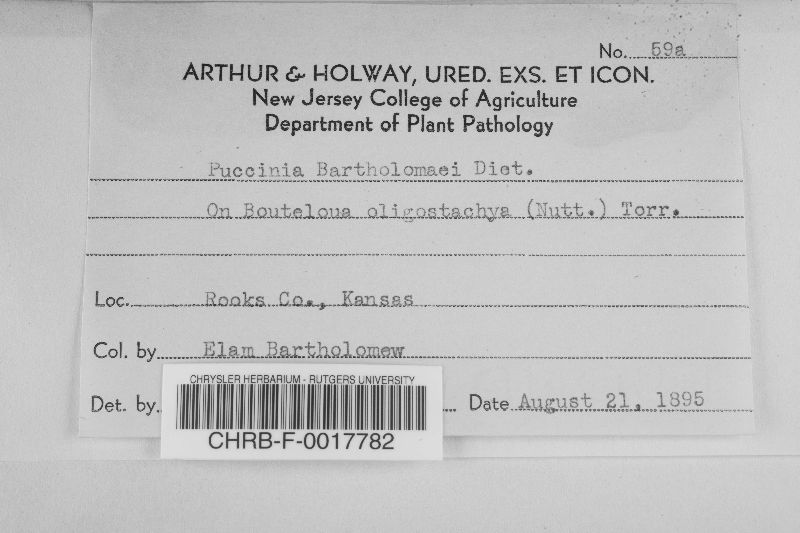 No. 59a
ARTHUR & HOLWAY, URED. EXS. ET ICON.
New Jersey College of Agriculture
Department of Plant Pathology
Puccinia Bartholomaei Diet.
On Bouteloua oligostachya (Nutt.) Torr.
Loc. Rooks Co., Kansas
Col. by Elam Bartholomew
Det. by Date August 21, 1895
CHRYSLER HERBARIUM - RUTGERS UNIVERSITY
CHRB-F-0017782